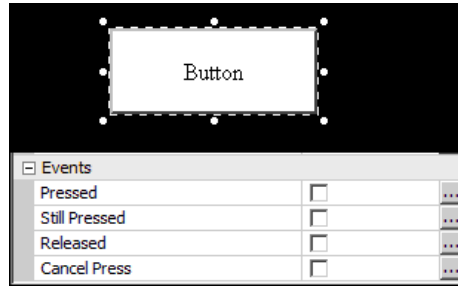 Button
Events
Pressed
Still Pressed
Released
Cancel Press